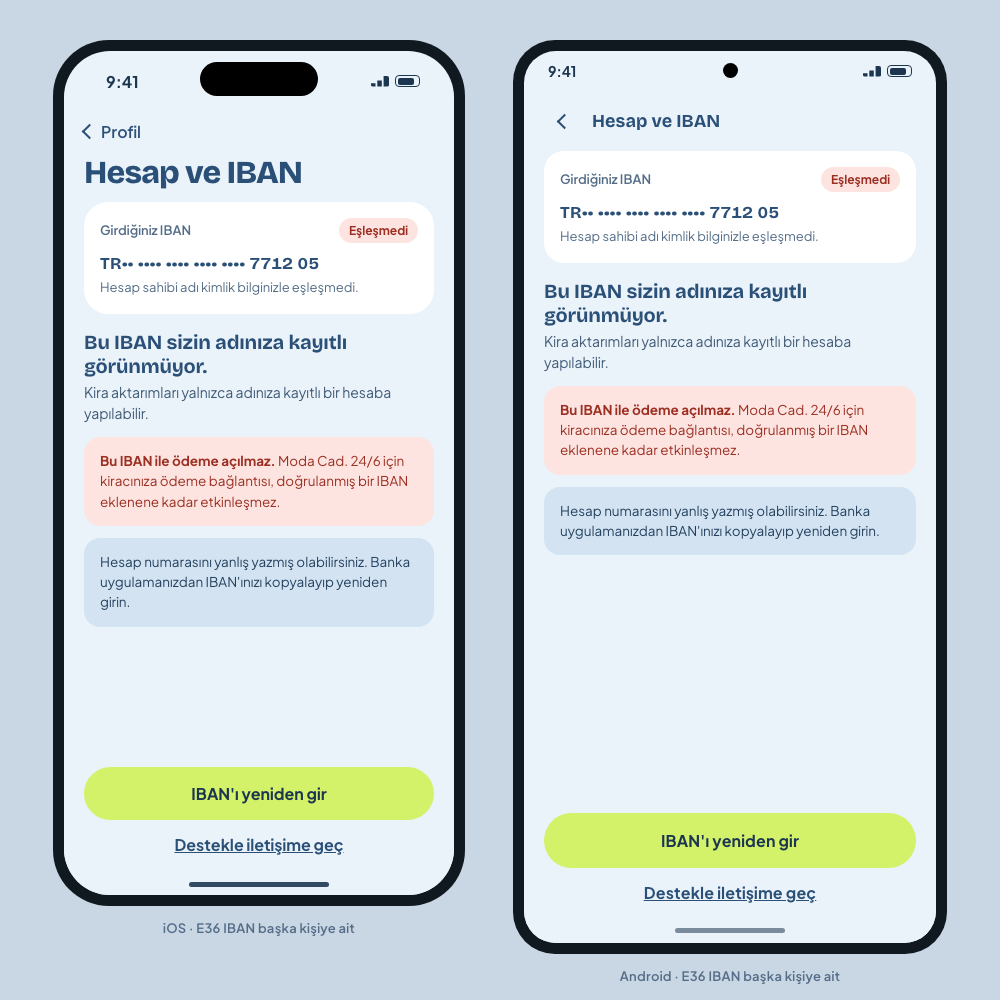 9:41
Profil
Hesap ve IBAN
Girdiğiniz IBAN
Eşleşmedi
TR•• •••• •••• •••• •••• 7712 05
Hesap sahibi adı kimlik bilginizle eşleşmedi.
Bu IBAN sizin adınıza kayıtlı
görünmüyor.
Kira aktarımları yalnızca adınıza kayıtlı bir hesaba
yapılabilir.
Bu IBAN ile ödeme açılmaz. Moda Cad. 24/6 için
kiracınıza ödeme bağlantısı, doğrulanmış bir IBAN
eklenene kadar etkinleşmez.
Hesap numarasını yanlış yazmış olabilirsiniz. Banka
uygulamanızdan IBAN'ınızı kopyalayıp yeniden
girin.
IBAN'ı yeniden gir
Destekle iletişime geç
iOS · E36 IBAN başka kişiye ait
9:41
Hesap ve IBAN
Girdiğiniz IBAN
Eşleşmedi
TR•• •••• •••• •••• •••• 7712 05
Hesap sahibi adı kimlik bilginizle eşleşmedi.
Bu IBAN sizin adınıza kayıtlı
görünmüyor.
Kira aktarımları yalnızca adınıza kayıtlı bir hesaba
yapılabilir.
Bu IBAN ile ödeme açılmaz. Moda Cad. 24/6 için
kiracınıza ödeme bağlantısı, doğrulanmış bir IBAN
eklenene kadar etkinleşmez.
Hesap numarasını yanlış yazmış olabilirsiniz. Banka
uygulamanızdan IBAN'ınızı kopyalayıp yeniden girin.
IBAN'ı yeniden gir
Destekle iletişime geç
Android · E36 IBAN başka kişiye ait